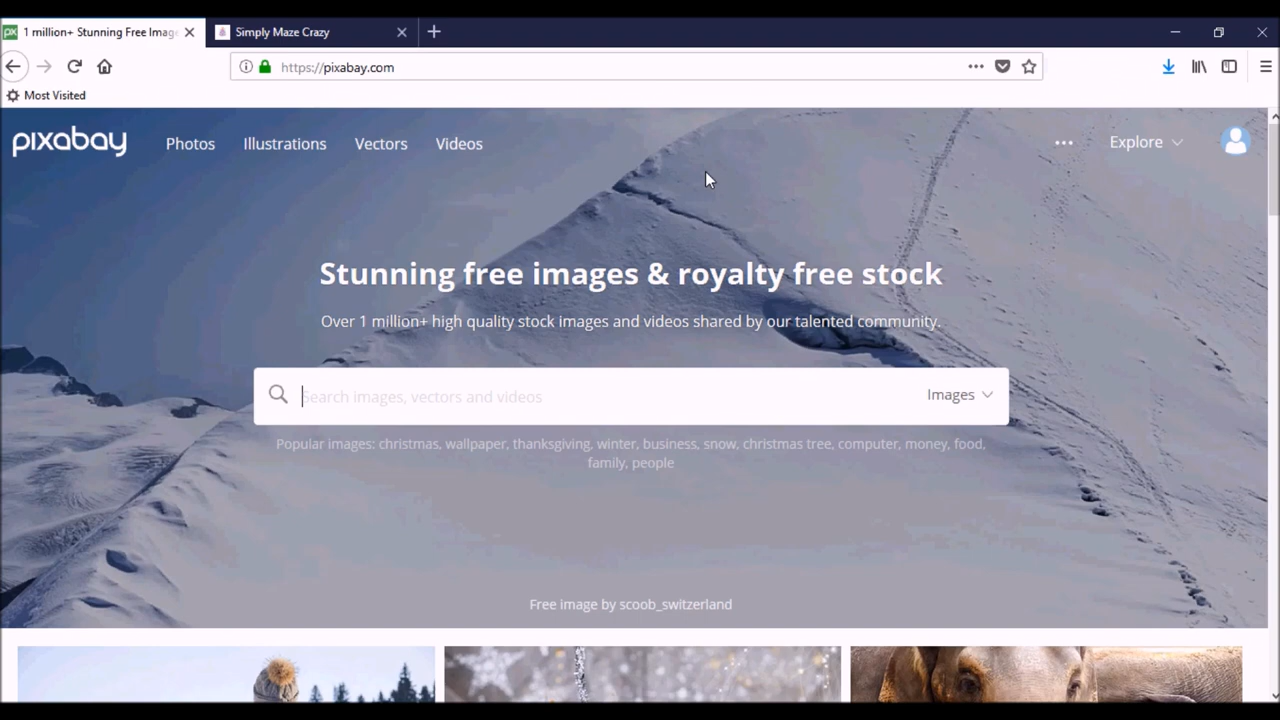 1 million+ Stunning Free Imag
Simply Maze Crazy
https://pixabay.com
Most Visited
pixabay
Photos
Illustrations
Vectors
Videos
Explore
Stunning free images & royalty free stock
Over 1 million+ high quality stock images and videos shared by our talented community.
Search images, vectors and videos
Images
Popular images: christmas, wallpaper, thanksgiving, winter, business, snow, christmas tree, computer, money, food,
family, people
Free image by scoob_switzerland